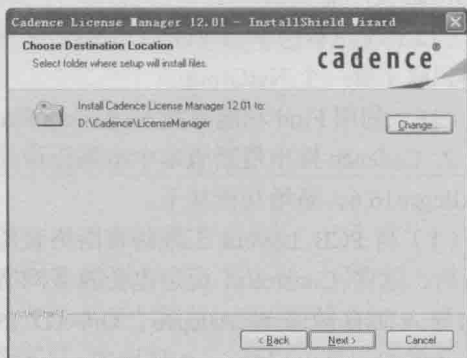 Cadence License Manager 12.01 - InstallShield Wizard
Choose Destination Location
Select folder where setup will install files.
cādence®
Install Cadence License Manager 12.01 to:
D:\Cadence\LicenseManager
Change...
< Back
Next >
Cancel